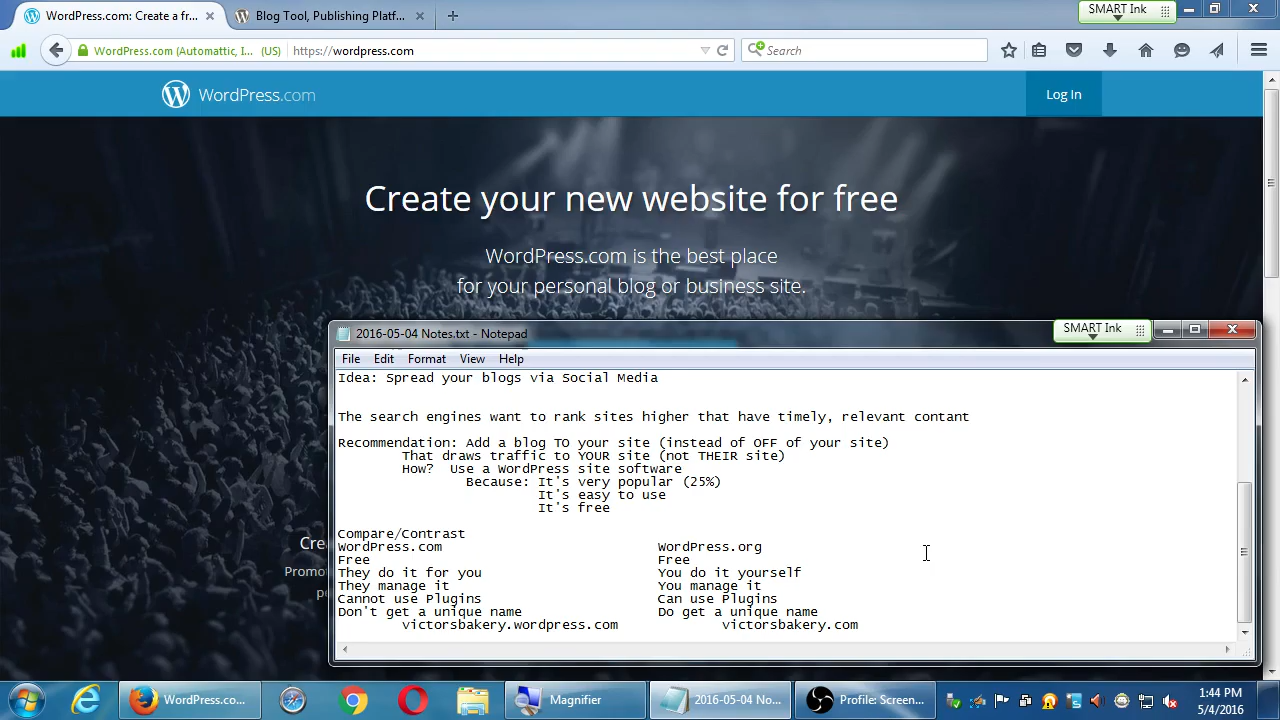 WordPress.com: Create a fr...
Blog Tool, Publishing Platf...
SMART Ink
WordPress.com (Automattic, I... (US)
https://wordpress.com
Search
WordPress.com
Log In
Create your new website for free
WordPress.com is the best place
for your personal blog or business site.
2016-05-04 Notes.txt - Notepad
SMART Ink
File Edit Format View Help
Idea: Spread your blogs via Social Media
The search engines want to rank sites higher that have timely, relevant contant
Recommendation: Add a blog TO your site (instead of OFF of your site)
That draws traffic to YOUR site (not THEIR site)
How? Use a WordPress site software
Because: It's very popular (25%)
It's easy to use
It's free
Compare/Contrast
WordPress.com WordPress.org
Free Free
They do it for you You do it yourself
They manage it You manage it
Cannot use Plugins Can use Plugins
Don't get a unique name Do get a unique name
victorsbakery.wordpress.com victorsbakery.com
WordPress.co...
Magnifier
2016-05-04 No...
Profile: Screen...
1:44 PM
5/4/2016